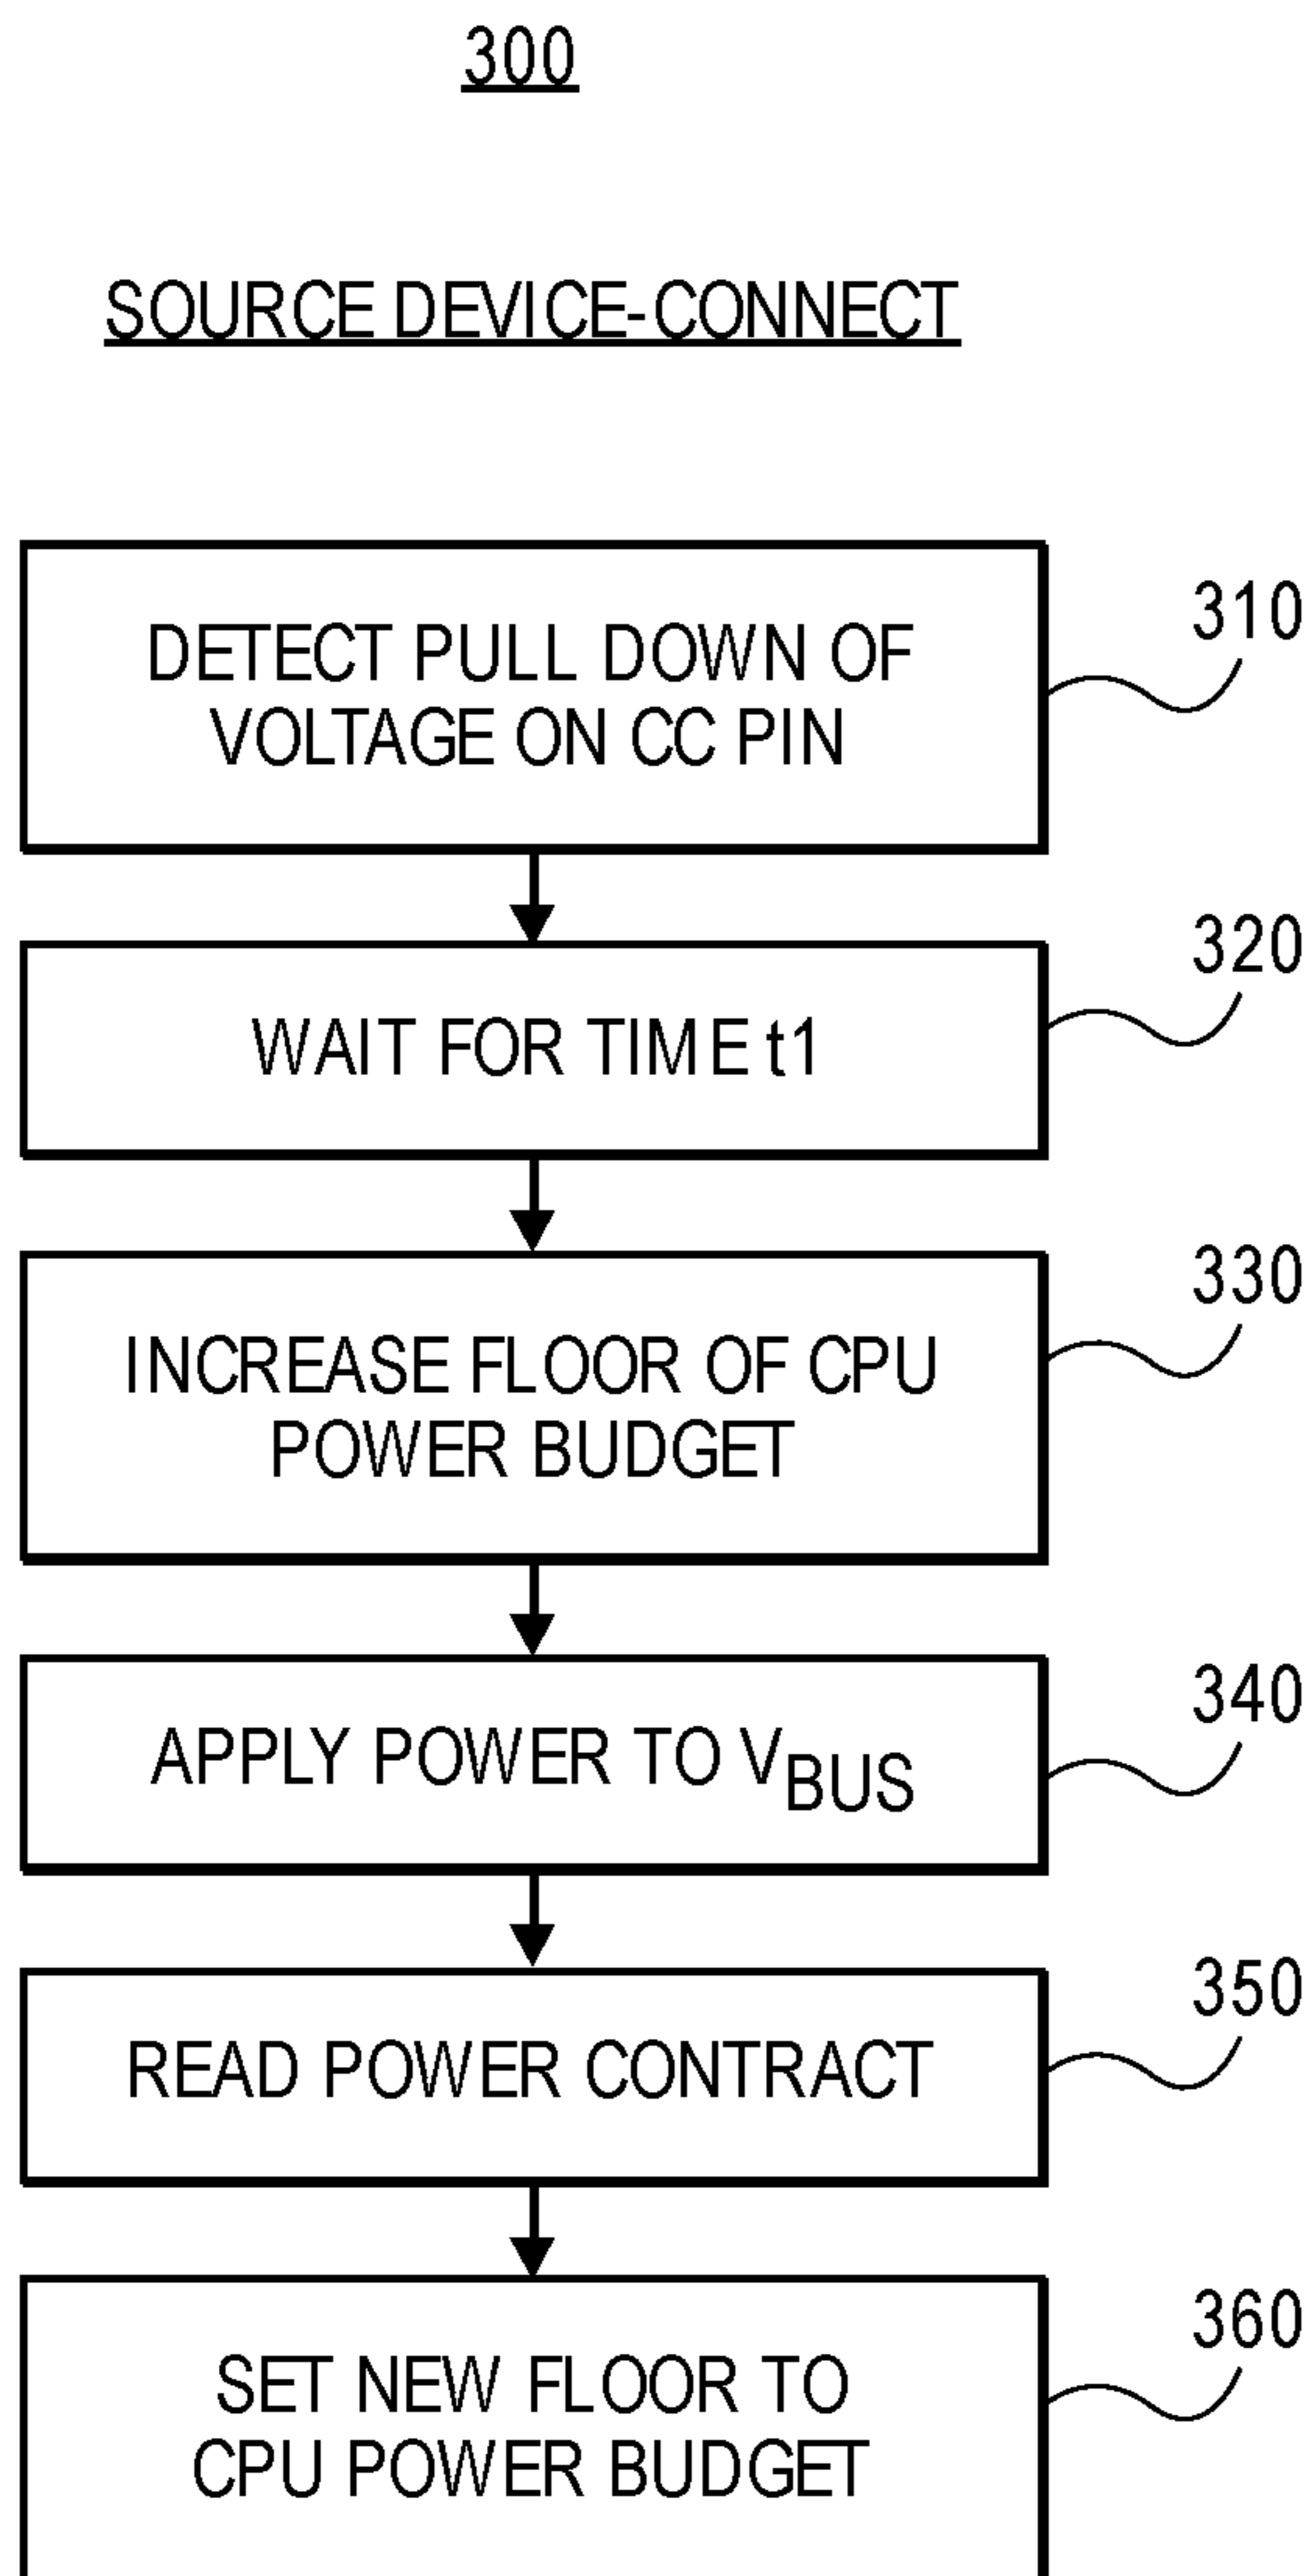 300
SOURCE DEVICE-CONNECT
DETECT PULL DOWN OF
VOLTAGE ON CC PIN
310
WAIT FOR TIME t1
320
INCREASE FLOOR OF CPU
POWER BUDGET
330
APPLY POWER TO VBUS
340
READ POWER CONTRACT
350
SET NEW FLOOR TO
CPU POWER BUDGET
360